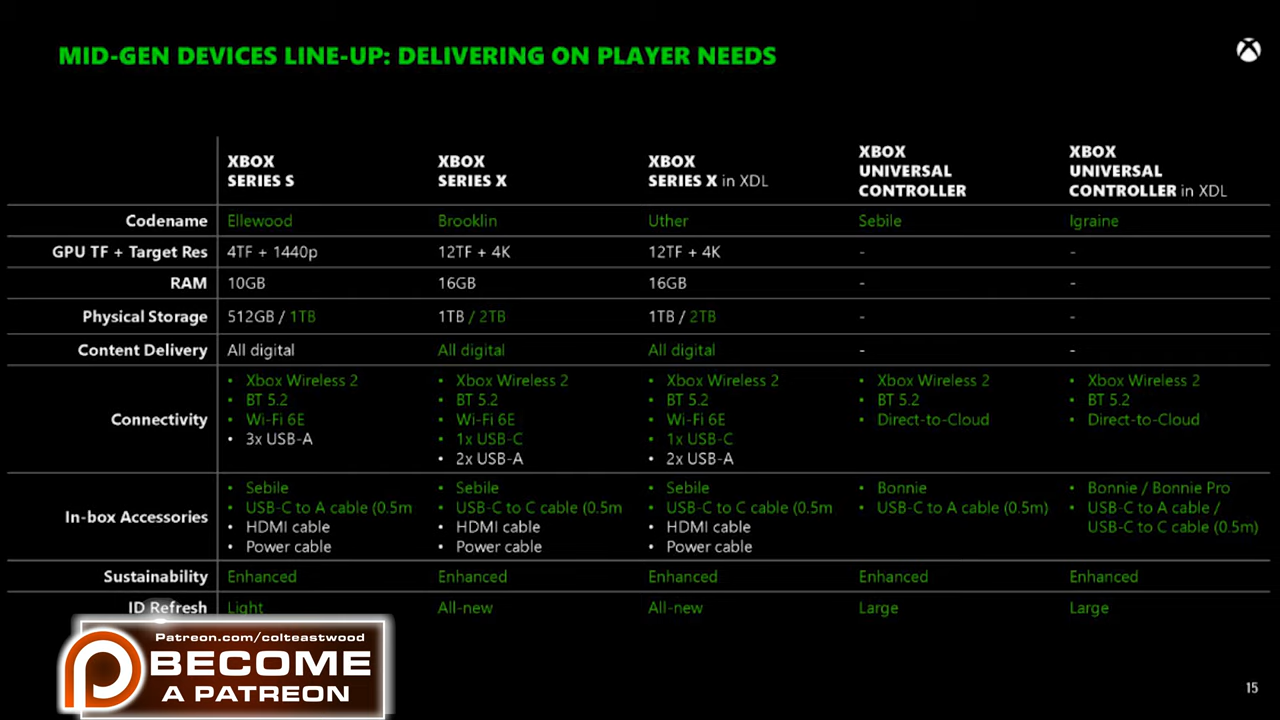 MID-GEN DEVICES LINE-UP: DELIVERING ON PLAYER NEEDS
XBOX SERIES S
XBOX SERIES X
XBOX SERIES X in XDL
XBOX UNIVERSAL CONTROLLER
XBOX UNIVERSAL CONTROLLER in XDL
Codename Ellewood Brooklin Uther Sebile Igraine
GPU TF + Target Res 4TF + 1440p 12TF + 4K 12TF + 4K - -
RAM 10GB 16GB 16GB - -
Physical Storage 512GB / 1TB 1TB / 2TB 1TB / 2TB - -
Content Delivery All digital All digital All digital - -
Connectivity
• Xbox Wireless 2
• BT 5.2
• Wi-Fi 6E
• 3x USB-A
• Xbox Wireless 2
• BT 5.2
• Wi-Fi 6E
• 1x USB-C
• 2x USB-A
• Xbox Wireless 2
• BT 5.2
• Wi-Fi 6E
• 1x USB-C
• 2x USB-A
• Xbox Wireless 2
• BT 5.2
• Direct-to-Cloud
• Xbox Wireless 2
• BT 5.2
• Direct-to-Cloud
In-box Accessories
• Sebile
• USB-C to A cable (0.5m
• HDMI cable
• Power cable
• Sebile
• USB-C to C cable (0.5m
• HDMI cable
• Power cable
• Sebile
• USB-C to C cable (0.5m
• HDMI cable
• Power cable
• Bonnie
• USB-C to A cable (0.5m)
• Bonnie / Bonnie Pro
• USB-C to A cable /
USB-C to C cable (0.5m)
Sustainability Enhanced Enhanced Enhanced Enhanced Enhanced
ID Refresh Light All-new All-new Large Large
Patreon.com/colteastwood
BECOME
A PATREON
15